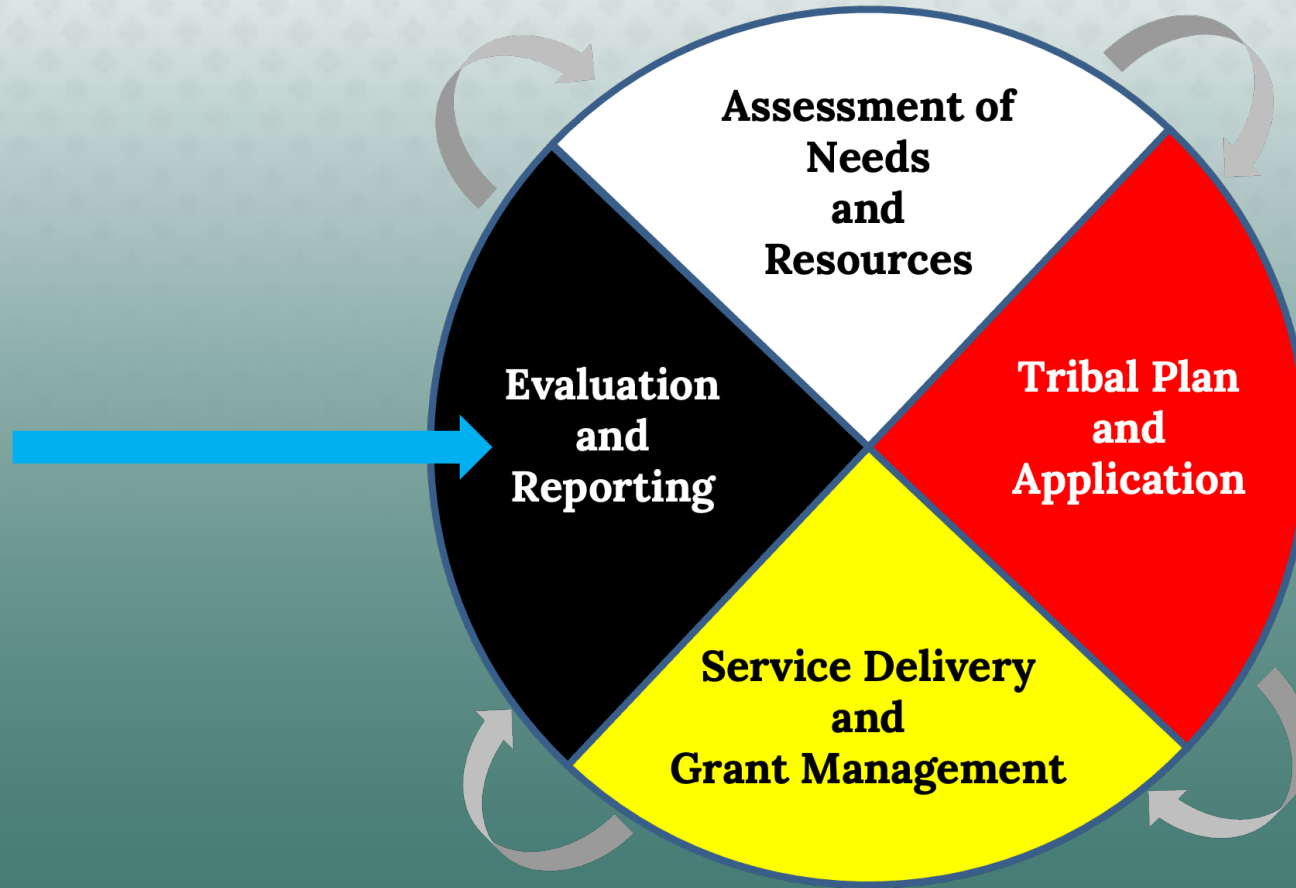 Assessment of
Needs
and
Resources
Tribal Plan
and
Application
Service Delivery
and
Grant Management
Evaluation
and
Reporting